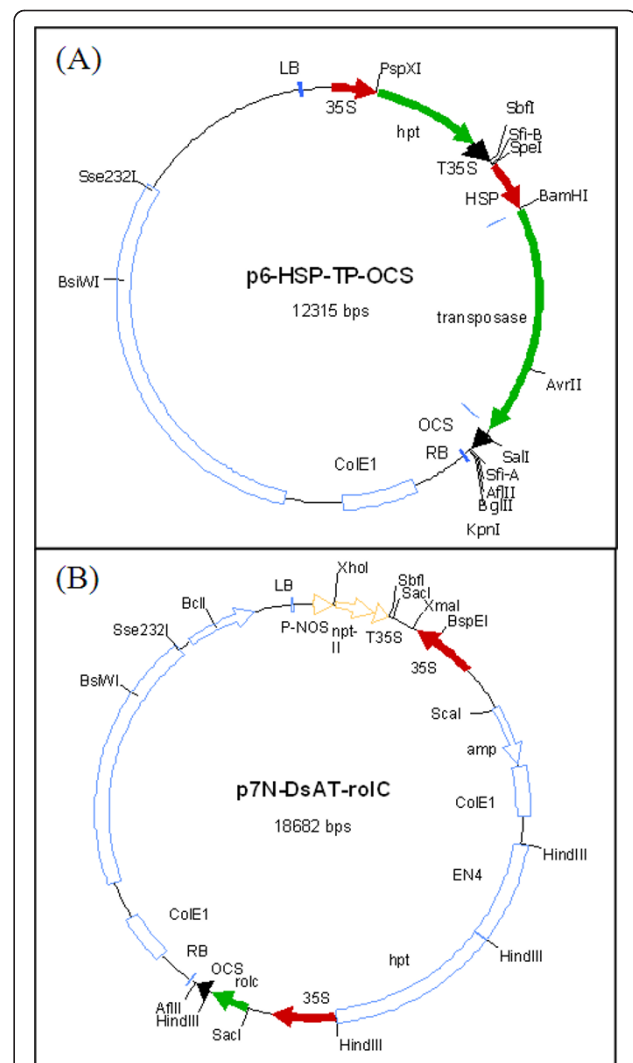 (A)
LB
35S
PspXI
hpt
SbfI
Sfi-B
SpeI
T35S
HSP
BamHI
Sse232I
BsiWI
p6-HSP-TP-OCS
12315 bps
transposase
AvrII
OCS
RB
SalI
Sfi-A
AflII
BglII
KpnI
ColE1
(B)
LB
XhoI
SbfI
SacI
XmaI
BspEI
BclI
P-NOS
npt-
II
T35S
35S
Sse232I
BsiWI
ScaI
amp
p7N-DsAT-rolC
18682 bps
ColE1
HindIII
EN4
HindIII
ColE1
hpt
RB
OCS
rolc
35S
AflII
HindIII
SacI
HindIII